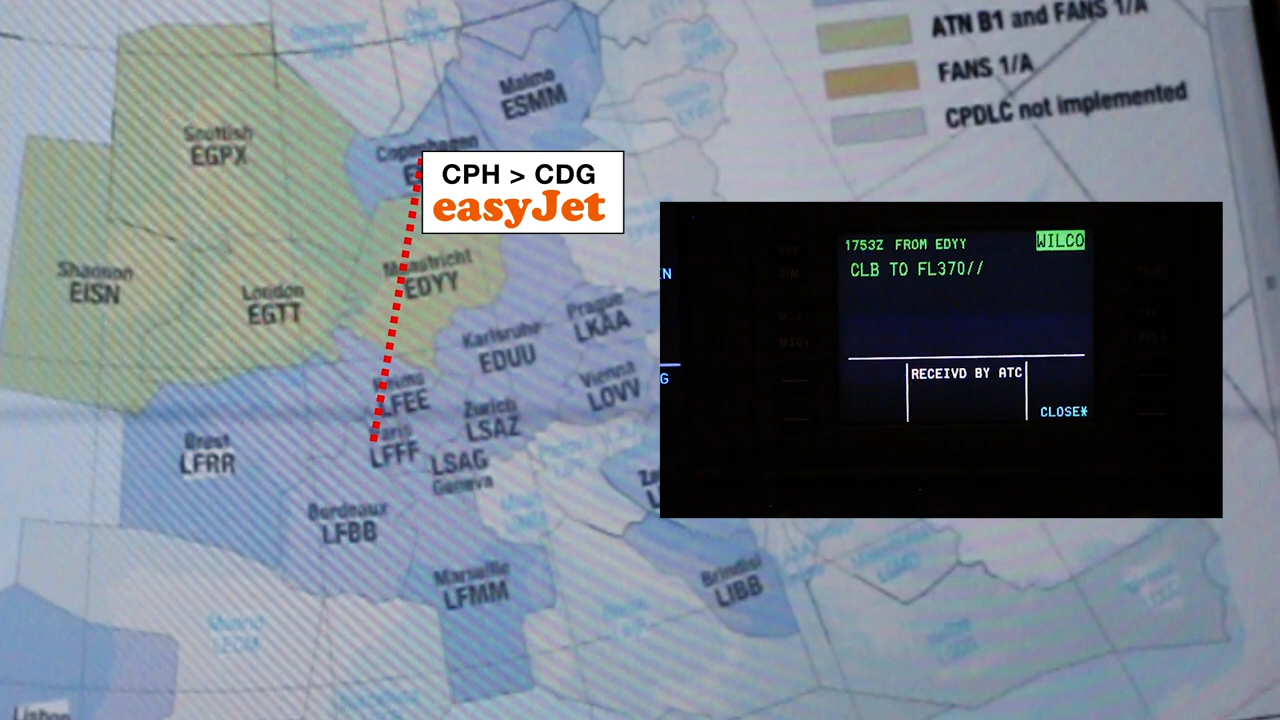 ATN B1 and FANS 1/A
FANS 1/A
CPDLC not implemented
Malmo
ESMM
Scottish
EGPX
Copenhagen
CPH > CDG
easyJet
Shannon
EISN
London
EGTT
Maastricht
EDYY
Karlsruhe
EDUU
Prague
LKAA
Vienna
LOVV
Reims
LFEE
Zurich
LSAZ
Paris
LFFF
LSAG
Geneva
Brest
LFRR
Bordeaux
LFBB
Marseille
LFMM
Brindisi
LIBB
Lisbon
1753Z FROM EDYY
WILCO
CLB TO FL370//
RECEIVD BY ATC
CLOSE*